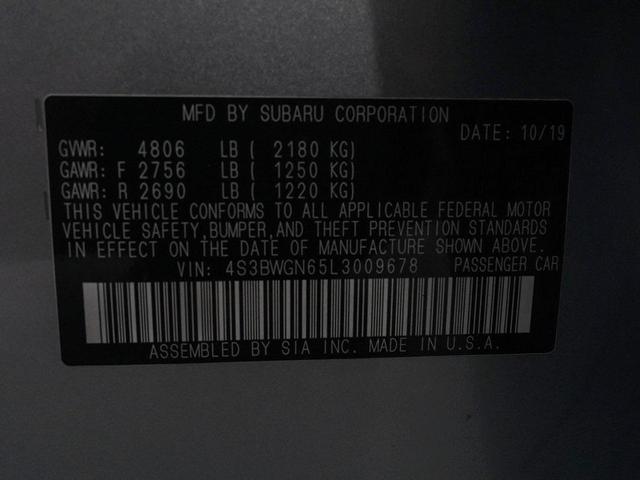 MFD BY SUBARU CORPORATION
DATE: 10/19
GVWR: 4806 LB ( 2180 KG)
GAWR: F 2756 LB ( 1250 KG)
GAWR: R 2690 LB ( 1220 KG)
THIS VEHICLE CONFORMS TO ALL APPLICABLE FEDERAL MOTOR
VEHICLE SAFETY, BUMPER, AND THEFT PREVENTION STANDARDS
IN EFFECT ON THE DATE OF MANUFACTURE SHOWN ABOVE.
VIN: 4S3BWGN65L3009678 PASSENGER CAR
ASSEMBLED BY SIA INC. MADE IN U.S.A.